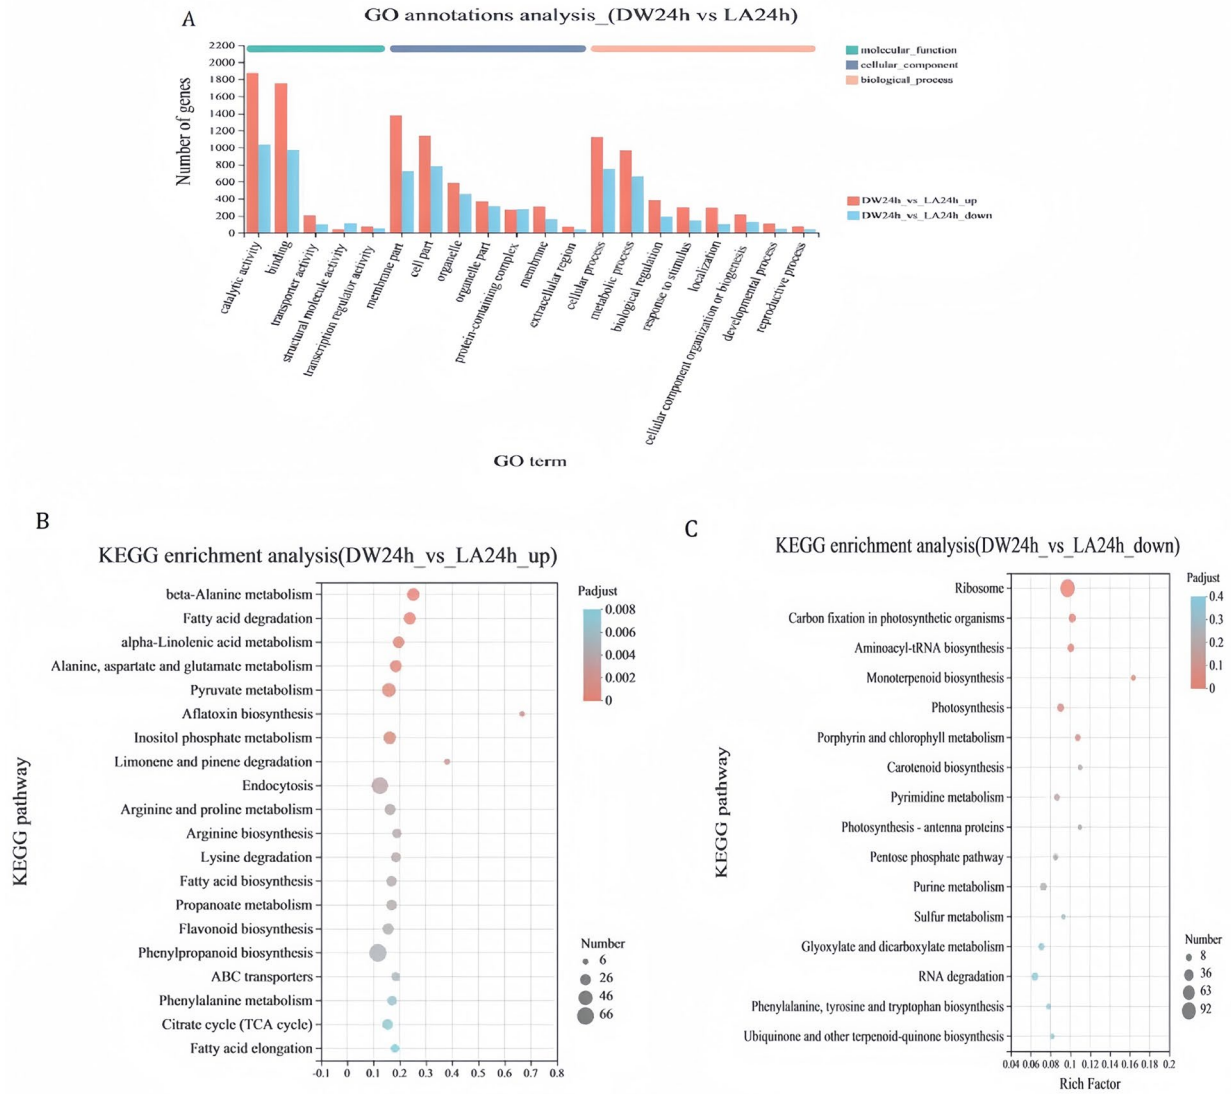 A
GO annotations analysis_(DW24h vs LA24h)
2200
2000
1800
1600
1400
1200
1000
800
600
400
200
0
Number of genes
molecular_function
cellular_component
biological_process
DW24h_vs_LA24h_up
DW24h_vs_LA24h_down
catalytic activity
binding
transporter activity
structural molecule activity
transcription regulator activity
membrane part
cell part
organelle
organelle part
protein-containing complex
membrane
extracellular region
cellular process
metabolic process
biological regulation
response to stimulus
localization
cellular component organization or biogenesis
developmental process
reproductive process
GO term
B
KEGG enrichment analysis(DW24h_vs_LA24h_up)
KEGG pathway
beta-Alanine metabolism
Fatty acid degradation
alpha-Linolenic acid metabolism
Alanine, aspartate and glutamate metabolism
Pyruvate metabolism
Aflatoxin biosynthesis
Inositol phosphate metabolism
Limonene and pinene degradation
Endocytosis
Arginine and proline metabolism
Arginine biosynthesis
Lysine degradation
Fatty acid biosynthesis
Propanoate metabolism
Flavonoid biosynthesis
Phenylpropanoid biosynthesis
ABC transporters
Phenylalanine metabolism
Citrate cycle (TCA cycle)
Fatty acid elongation
-0.1 0 0.1 0.2 0.3 0.4 0.5 0.6 0.7 0.8
Padjust
0.008
0.006
0.004
0.002
0
Number
6
26
46
66
C
KEGG enrichment analysis(DW24h_vs_LA24h_down)
KEGG pathway
Ribosome
Carbon fixation in photosynthetic organisms
Aminoacyl-tRNA biosynthesis
Monoterpenoid biosynthesis
Photosynthesis
Porphyrin and chlorophyll metabolism
Carotenoid biosynthesis
Pyrimidine metabolism
Photosynthesis - antenna proteins
Pentose phosphate pathway
Purine metabolism
Sulfur metabolism
Glyoxylate and dicarboxylate metabolism
RNA degradation
Phenylalanine, tyrosine and tryptophan biosynthesis
Ubiquinone and other terpenoid-quinone biosynthesis
0.04 0.06 0.08 0.1 0.12 0.14 0.16 0.18 0.2
Rich Factor
Padjust
0.4
0.3
0.2
0.1
0
Number
8
36
63
92